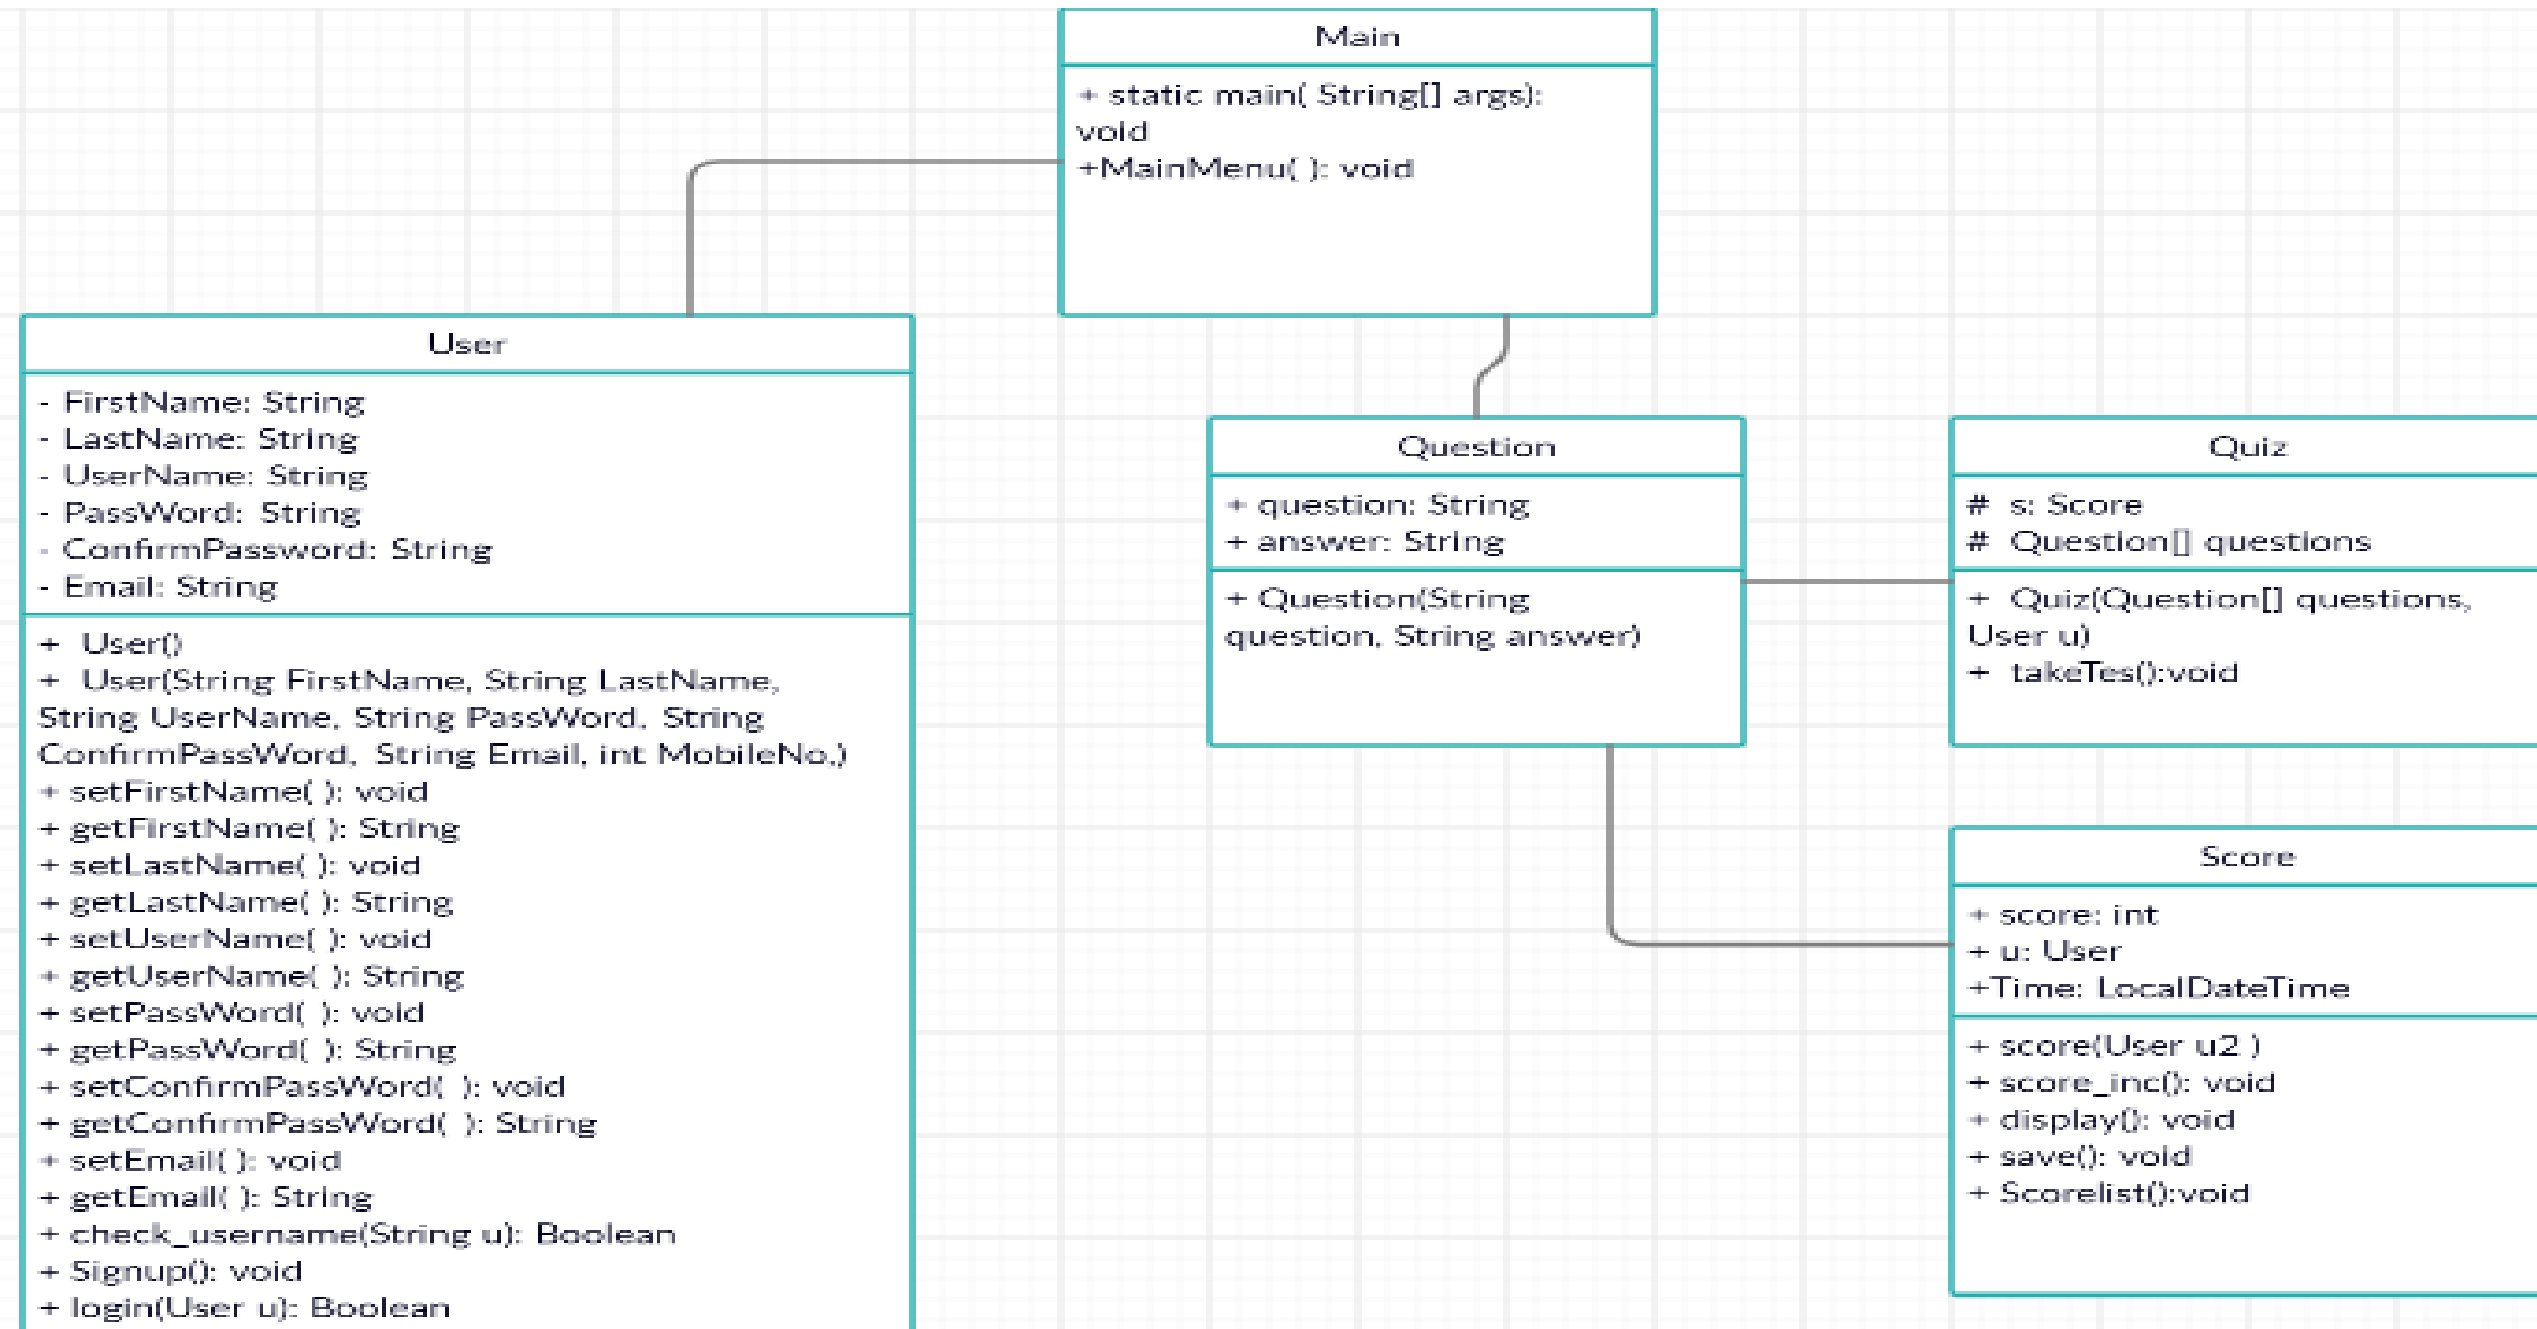 Main
+ static main( String[] args):
void
+MainMenu( ): void
User
- FirstName: String
- LastName: String
- UserName: String
- PassWord: String
- ConfirmPassword: String
- Email: String
+ User()
+ User(String FirstName, String LastName,
String UserName, String PassWord, String
ConfirmPassWord, String Email, int MobileNo,)
+ setFirstName( ): void
+ getFirstName( ): String
+ setLastName( ): void
+ getLastName( ): String
+ setUserName( ): void
+ getUserName( ): String
+ setPassWord( ): void
+ getPassWord( ): String
+ setConfirmPassWord( ): void
+ getConfirmPassWord( ): String
+ setEmail( ): void
+ getEmail( ): String
+ check_username(String u): Boolean
+ Signup(): void
+ login(User u): Boolean
Question
+ question: String
+ answer: String
+ Question(String
question, String answer)
Quiz
# s: Score
# Question[] questions
+ Quiz(Question[] questions,
User u)
+ takeTes():void
Score
+ score: int
+ u: User
+Time: LocalDateTime
+ score(User u2 )
+ score_inc(): void
+ display(): void
+ save(): void
+ Scorelist():void